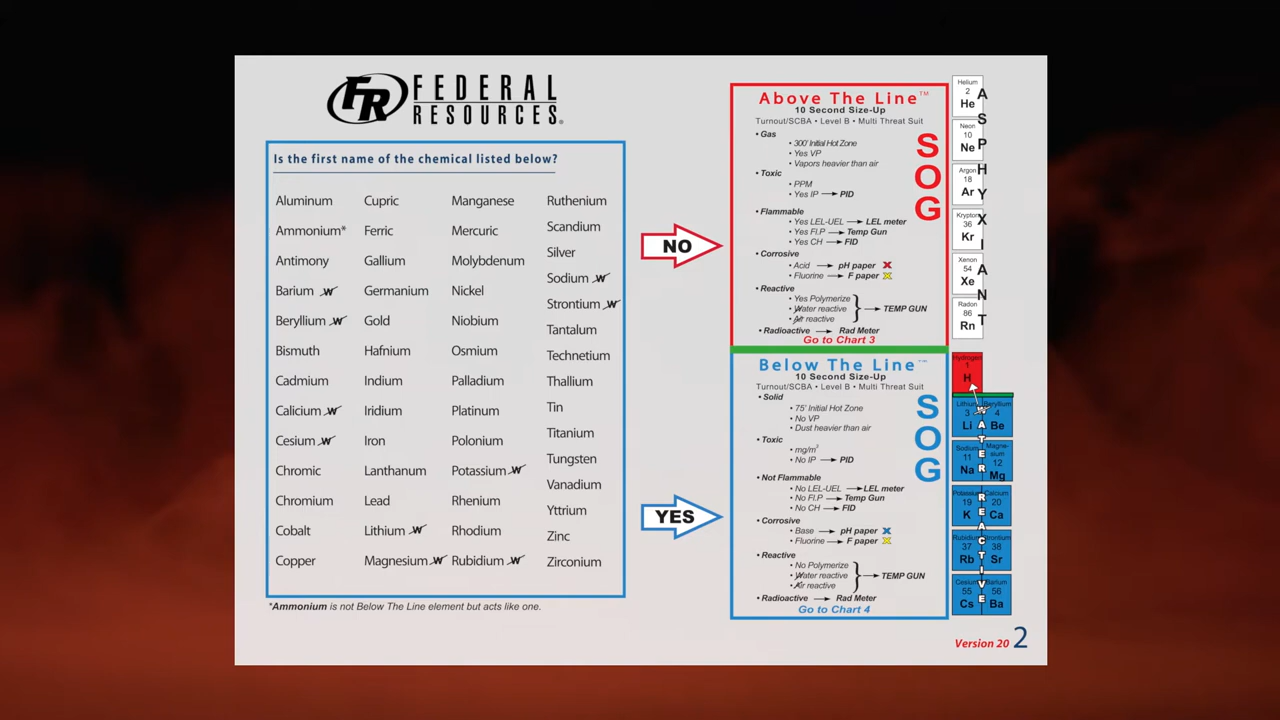 FR FEDERAL
RESOURCES®
Is the first name of the chemical listed below?
Aluminum
Ammonium*
Antimony
Barium W
Beryllium W
Bismuth
Cadmium
Calcium W
Cesium W
Chromic
Chromium
Cobalt
Copper
Cupric
Ferric
Gallium
Germanium
Gold
Hafnium
Indium
Iridium
Iron
Lanthanum
Lead
Lithium W
Magnesium W
Manganese
Mercuric
Molybdenum
Nickel
Niobium
Osmium
Palladium
Platinum
Polonium
Potassium W
Rhenium
Rhodium
Rubidium W
Ruthenium
Scandium
Silver
Sodium W
Strontium W
Tantalum
Technetium
Thallium
Tin
Titanium
Tungsten
Vanadium
Yttrium
Zinc
Zirconium
*Ammonium is not Below The Line element but acts like one.
NO
YES
Above The Line™
10 Second Size-Up
Turnout/SCBA • Level B • Multi Threat Suit
• Gas
• 300' Initial Hot Zone
• Yes VP
• Vapors heavier than air
• Toxic
• PPM
• Yes IP → PID
• Flammable
• Yes LEL-UEL → LEL meter
• Yes Fl.P → Temp Gun
• Yes CH → FID
• Corrosive
• Acid → pH paper X
• Fluorine → F paper X
• Reactive
• Yes Polymerize
• Water reactive → TEMP GUN
• Air reactive
• Radioactive → Rad Meter
Go to Chart 3
SOG
Below The Line™
10 Second Size-Up
Turnout/SCBA • Level B • Multi Threat Suit
• Solid
• 75' Initial Hot Zone
• No VP
• Dust heavier than air
• Toxic
• mg/m³
• No IP → PID
• Not Flammable
• No LEL-UEL → LEL meter
• No Fl.P → Temp Gun
• No CH → FID
• Corrosive
• Base → pH paper X
• Fluorine → F paper X
• Reactive
• No Polymerize
• Water reactive → TEMP GUN
• Air reactive
• Radioactive → Rad Meter
Go to Chart 4
SOG
Helium
2
He
Neon
10
Ne
Argon
18
Ar
Krypton
36
Kr
Xenon
54
Xe
Radon
86
Rn
ASPHYXIANT
Hydrogen
1
H
Lithium Beryllium
3 4
Li Be
Sodium Magne-
sium
11 12
Na Mg
Potassium Calcium
19 20
K Ca
Rubidium Strontium
37 38
Rb Sr
Cesium Barium
55 56
Cs Ba
WATER REACTIVE
Version 20 2